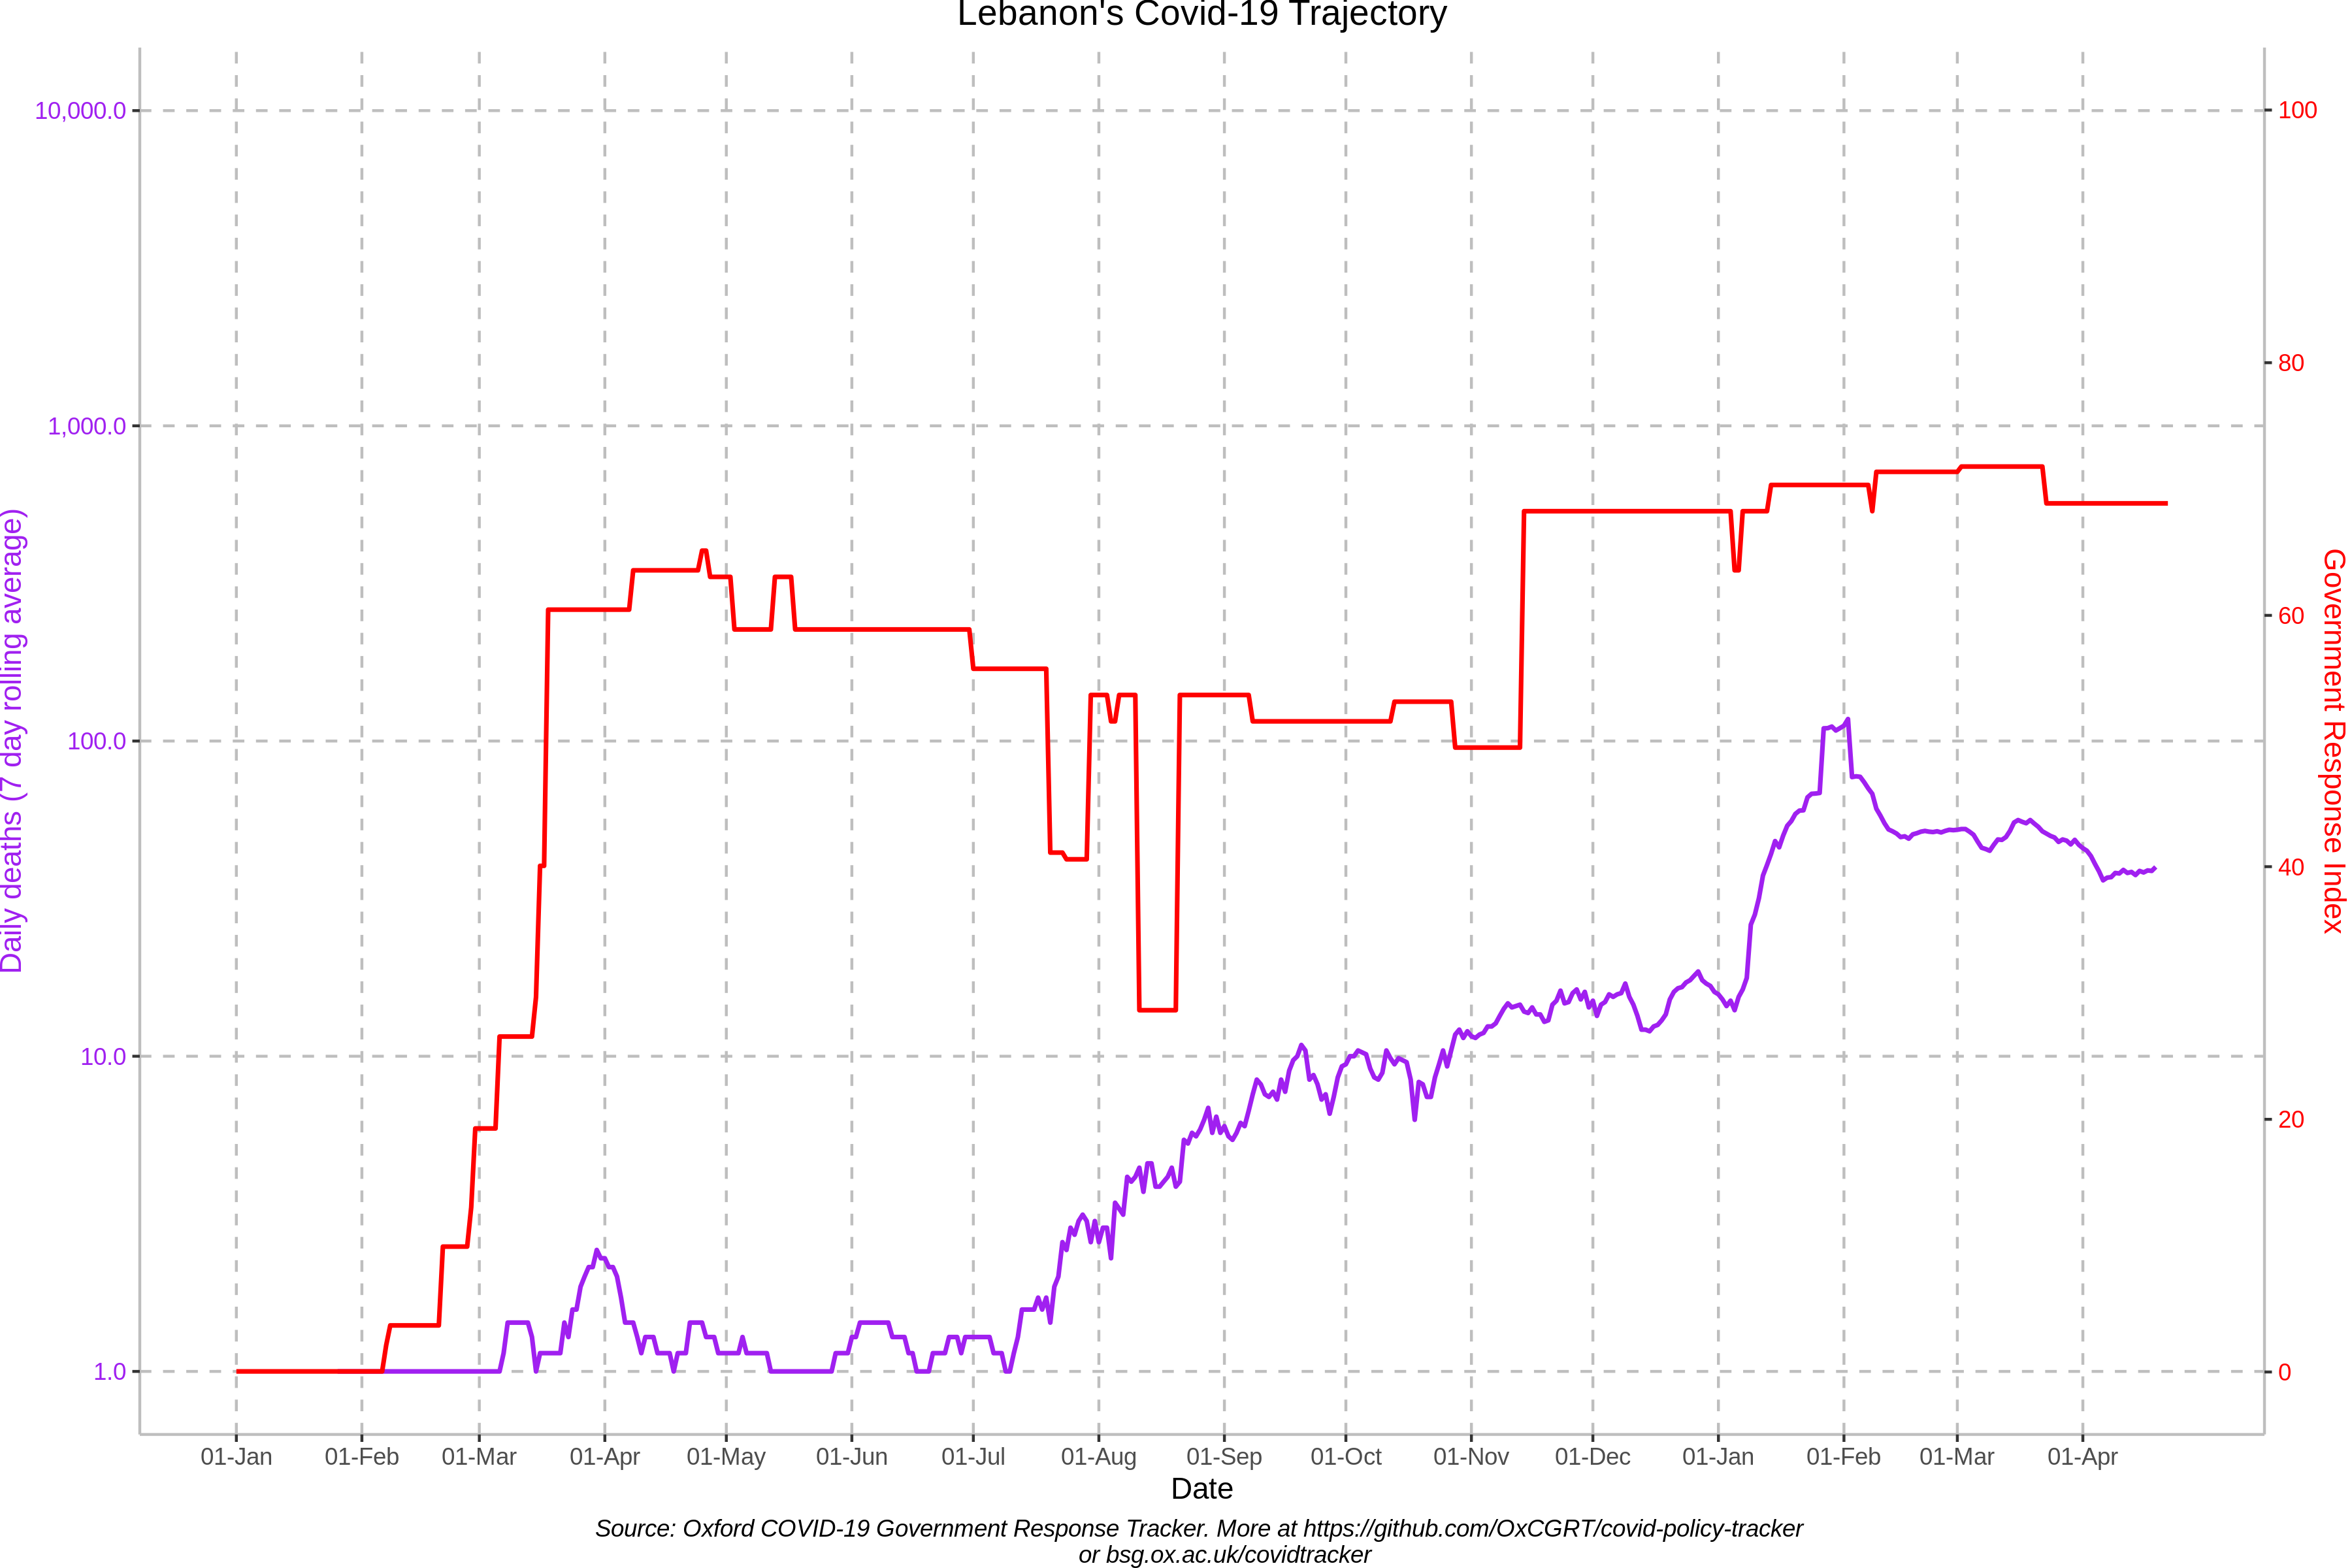 Lebanon's Covid-19 Trajectory
10,000.0
1,000.0
100.0
10.0
1.0
Daily deaths (7 day rolling average)
100
80
60
40
20
0
Government Response Index
01-Jan 01-Feb 01-Mar 01-Apr 01-May 01-Jun 01-Jul 01-Aug 01-Sep 01-Oct 01-Nov 01-Dec 01-Jan 01-Feb 01-Mar 01-Apr
Date
Source: Oxford COVID-19 Government Response Tracker. More at https://github.com/OxCGRT/covid-policy-tracker
or bsg.ox.ac.uk/covidtracker